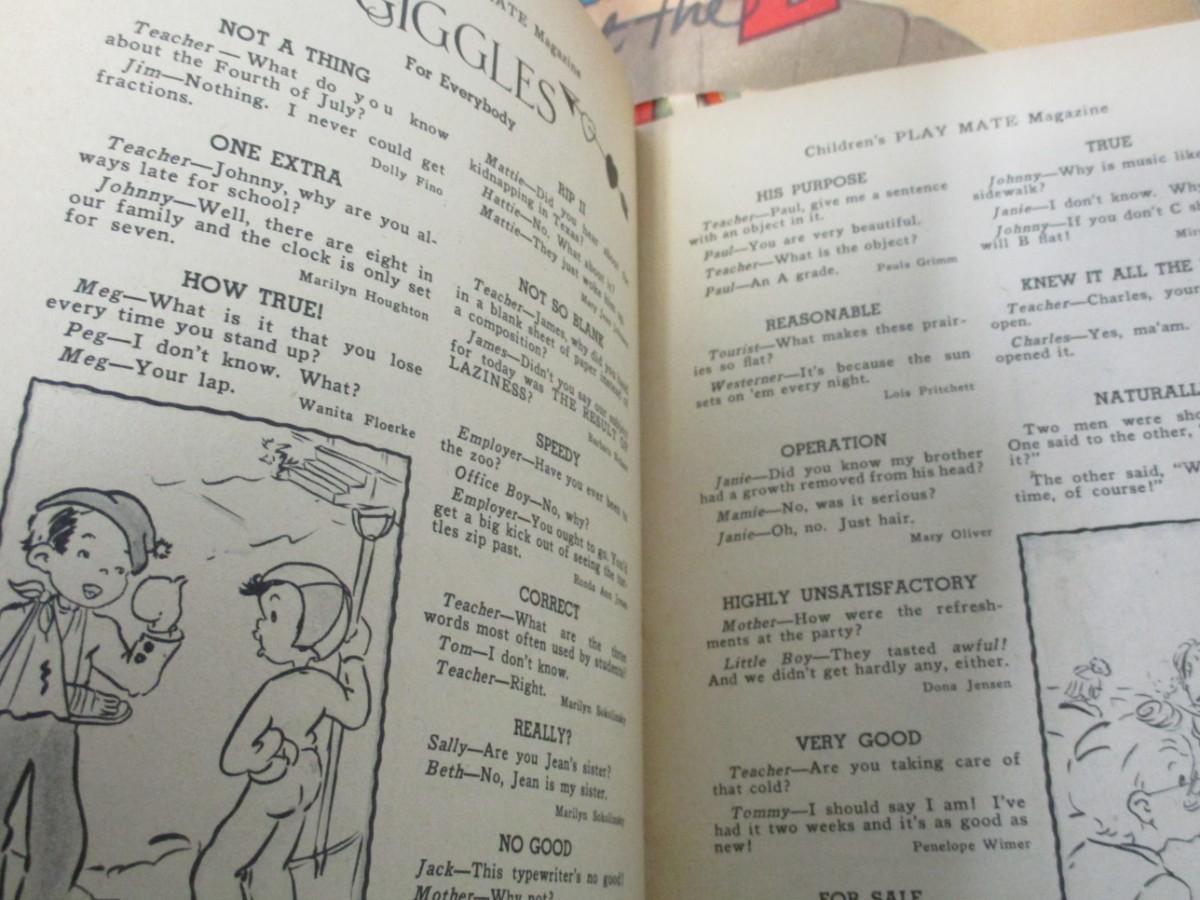 MATE Magazine
GIGGLES
For Everybody
NOT A THING
Teacher—What do you know
about the Fourth of July?
Jim—Nothing. I never could get
fractions.
Dolly Fino
ONE EXTRA
Teacher—Johnny, why are you al-
ways late for school?
Johnny—Well, there are eight in
our family and the clock is only set
for seven.
Marilyn Houghton
HOW TRUE!
Meg—What is it that you lose
every time you stand up?
Peg—I don't know. What?
Meg—Your lap.
Wanita Floerke
RIP II
Mattie—Did you hear about the
kidnapping in Texas?
Hattie—No. What about it?
Mattie—They just woke him up.
Mary Jean
NOT SO BLANK
Teacher—James, why did you hand
in a blank sheet of paper instead of
a composition?
James—Didn't you say our subject
for today was THE RESULT OF
LAZINESS?
Barbara
SPEEDY
Employer—Have you ever been to
the zoo?
Office Boy—No, why?
Employer—You ought to go. You'd
get a big kick out of seeing the tur-
tles zip past.
Ronda Ann
CORRECT
Teacher—What are the three
words most often used by students?
Tom—I don't know.
Teacher—Right.
Marilyn Sokolinsky
REALLY?
Sally—Are you Jean's sister?
Beth—No, Jean is my sister.
Marilyn Sokolinsky
NO GOOD
Jack—This typewriter's no good!
Mother—Why not?
Children's PLAY MATE Magazine
HIS PURPOSE
Teacher—Paul, give me a sentence
with an object in it.
Paul—You are very beautiful.
Teacher—What is the object?
Paul—An A grade.
Paula Grimm
REASONABLE
Tourist—What makes these prair-
ies so flat?
Westerner—It's because the sun
sets on 'em every night.
Lois Pritchett
OPERATION
Janie—Did you know my brother
had a growth removed from his head?
Mamie—No, was it serious?
Janie—Oh, no. Just hair.
Mary Oliver
HIGHLY UNSATISFACTORY
Mother—How were the refresh-
ments at the party?
Little Boy—They tasted awful!
And we didn't get hardly any, either.
Dona Jensen
VERY GOOD
Teacher—Are you taking care of
that cold?
Tommy—I should say I am! I've
had it two weeks and it's as good as
new!
Penelope Wimer
FOR SALE
TRUE
Johnny—Why is music like
sidewalk?
Janie—I don't know. Why
Johnny—If you don't C sh
will B flat!
KNEW IT ALL THE
Teacher—Charles, your
open.
Charles—Yes, ma'am.
opened it.
NATURALL
Two men were sho
One said to the other,
it?"
The other said, "W
time, of course!"
the